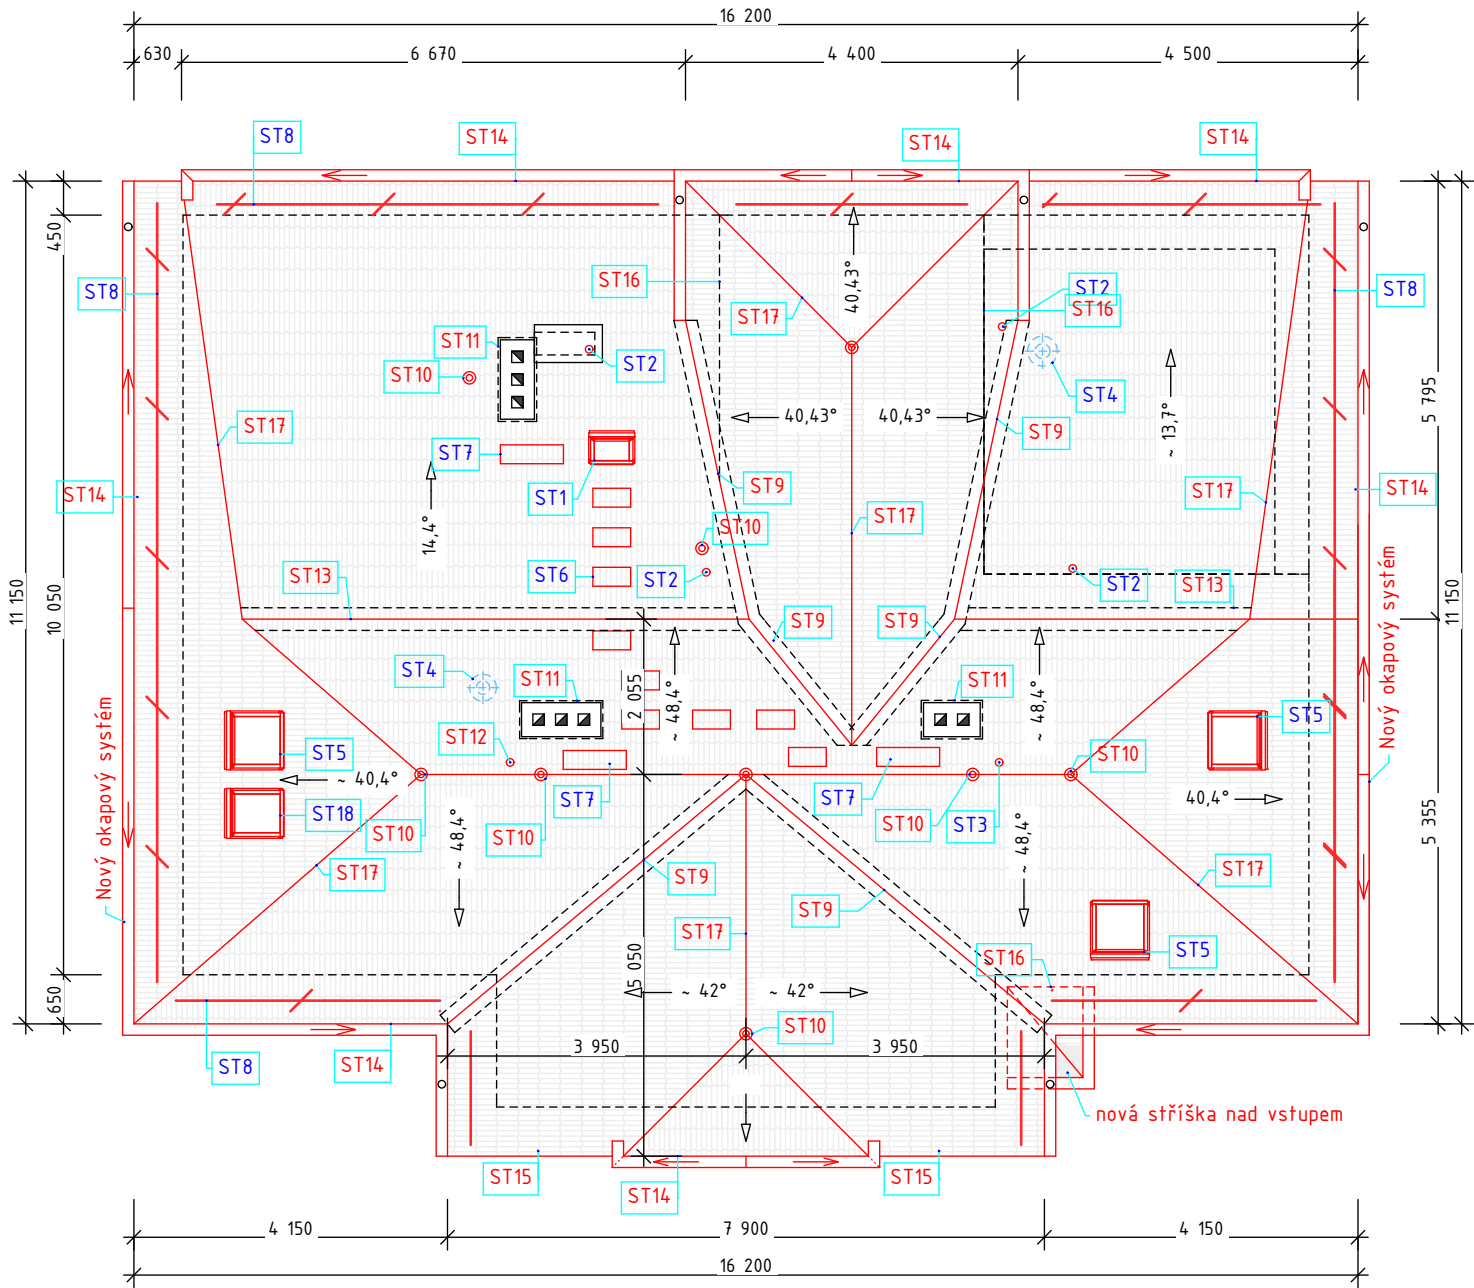 16 200
630
6 670
4 400
4 500
ST8
ST14
ST14
ST14
450
ST8
ST16
ST17
40,43°
ST2
ST16
ST8
ST11
ST10
ST2
ST4
5 795
40,43°
40,43°
~ 13,7°
ST17
ST7
ST9
ST9
ST14
ST1
ST9
ST17
ST17
ST14
14,4°
ST10
ST6
ST2
ST2
ST13
ST13
11 150
10 050
11 150
ST9
ST9
ST4
ST11
2 055
~ 48,4°
ST11
~ 48,4°
Nový okapový systém
Nový okapový systém
ST5
ST12
ST5
~ 40,4°
ST10
ST18
ST7
ST7
40,4°
ST10
ST10
ST10
ST3
~ 48,4°
~ 48,4°
5 355
ST17
ST9
ST17
ST9
ST17
ST5
ST16
5 050
~ 42°
~ 42°
650
ST10
3 950
3 950
ST8
ST14
nová stříška nad vstupem
ST15
ST14
ST15
4 150
7 900
4 150
16 200